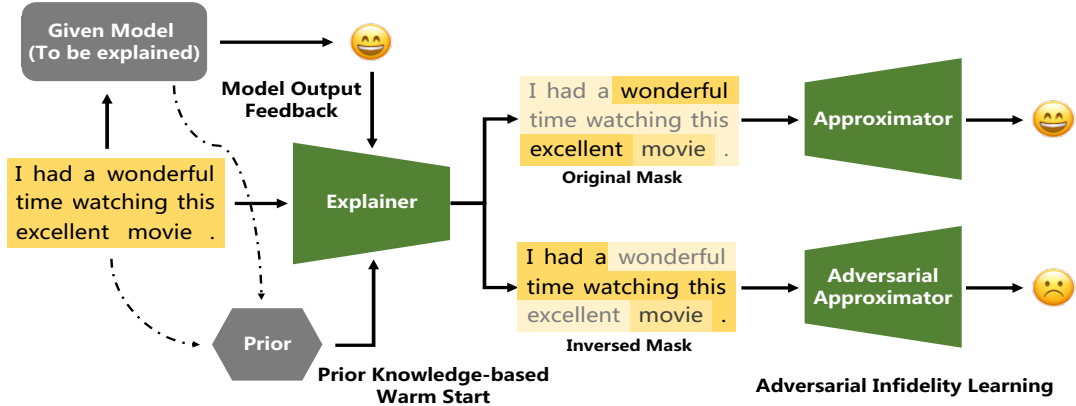 Given Model
(To be explained)
Model Output
Feedback
I had a wonderful
time watching this
excellent movie .
Explainer
Prior
Prior Knowledge-based
Warm Start
I had a wonderful
time watching this
excellent movie .
Original Mask
Approximator
I had a wonderful
time watching this
excellent movie .
Inversed Mask
Adversarial
Approximator
Adversarial Infidelity Learning